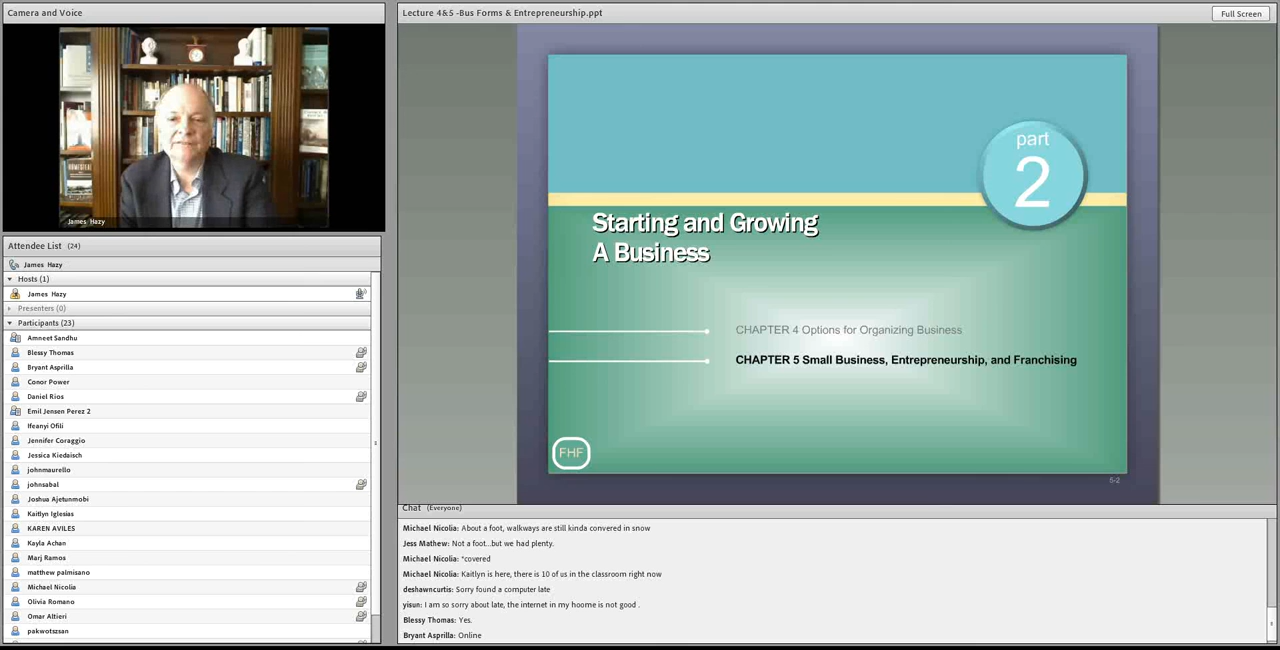 Camera and Voice
James Hazy
Attendee List (24)
James Hazy
Hosts (1)
James Hazy
Presenters (0)
Participants (23)
Amneet Sandhu
Blessy Thomas
Bryant Asprilla
Conor Power
Daniel Rios
Emil Jensen Perez 2
Ifeanyi Ofili
Jennifer Coraggio
Jessica Kiedaisch
johnmaurello
johnsabal
Joshua Ajetunmobi
Kaitlyn Iglesias
KAREN AVILES
Kayla Achan
Marj Ramos
matthew palmisano
Michael Nicolia
Olivia Romano
Omar Altieri
pakwotszsan
Lecture 4&5 -Bus Forms & Entrepreneurship.ppt
Full Screen
part
2
Starting and Growing
A Business
CHAPTER 4 Options for Organizing Business
CHAPTER 5 Small Business, Entrepreneurship, and Franchising
FHF
5-2
Chat (Everyone)
Michael Nicolia: About a foot, walkways are still kinda convered in snow
Jess Mathew: Not a foot...but we had plenty.
Michael Nicolia: *covered
Michael Nicolia: Kaitlyn is here, there is 10 of us in the classroom right now
deshawncurtis: Sorry found a computer late
yisun: I am so sorry about late, the internet in my hoome is not good .
Blessy Thomas: Yes.
Bryant Asprilla: Online